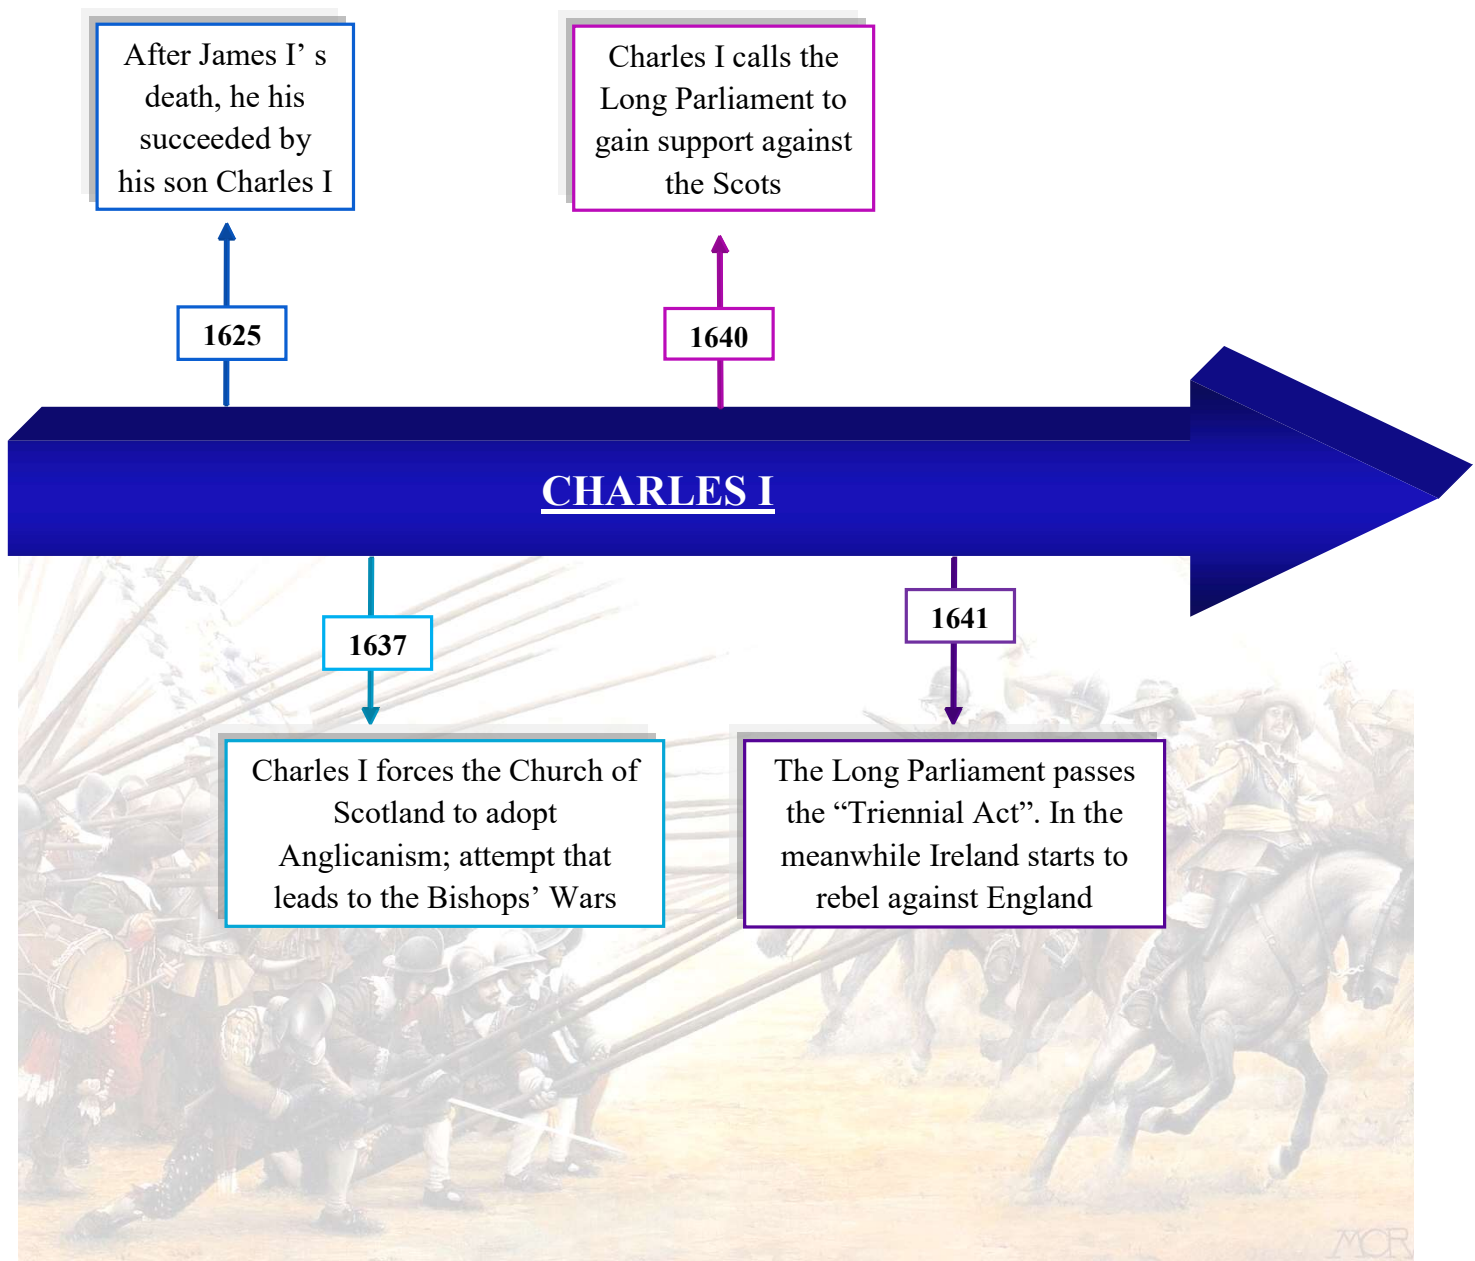 After James I’ s
death, he his
succeeded by
his son Charles I
Charles I calls the
Long Parliament to
gain support against
the Scots
1625
1640
CHARLES I
1637
1641
Charles I forces the Church of
Scotland to adopt
Anglicanism; attempt that
leads to the Bishops’ Wars
The Long Parliament passes
the “Triennial Act”. In the
meanwhile Ireland starts to
rebel against England
MCR